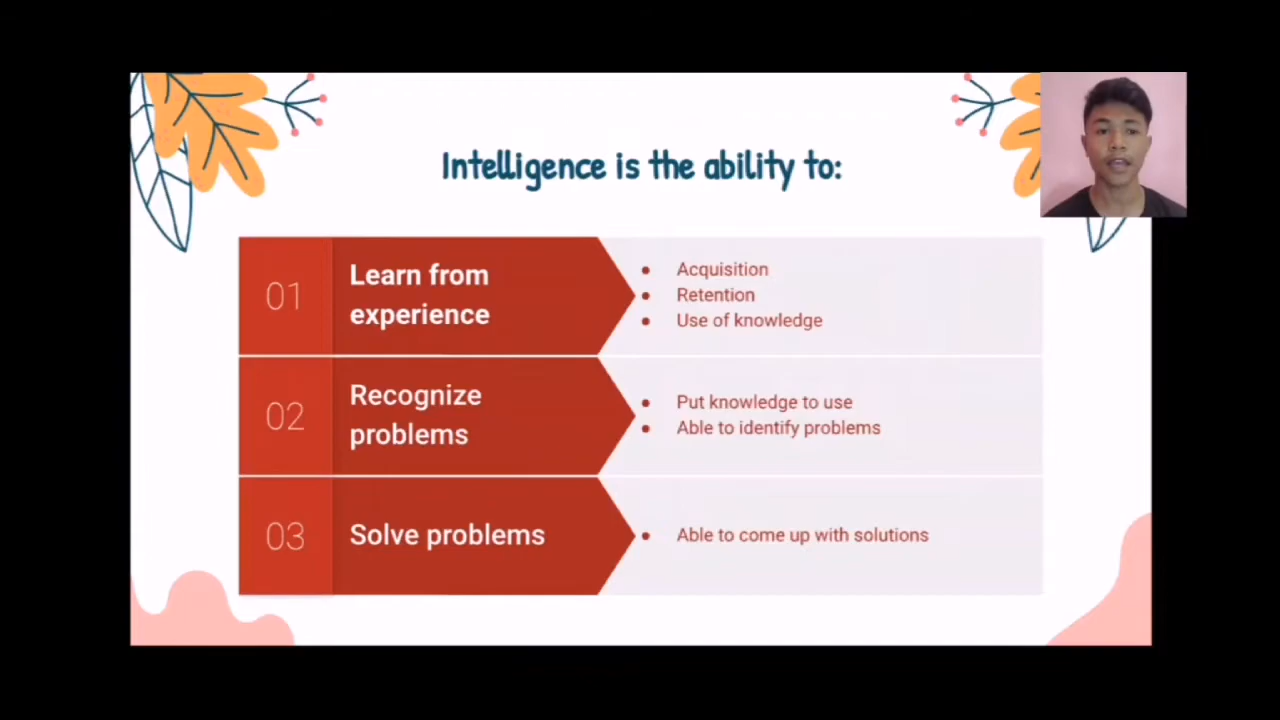 Intelligence is the ability to:
01
Learn from
experience
Acquisition
Retention
Use of knowledge
02
Recognize
problems
Put knowledge to use
Able to identify problems
03
Solve problems
Able to come up with solutions